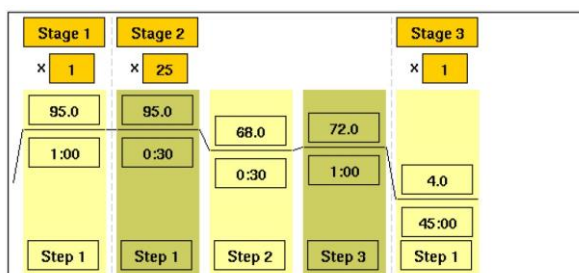 Stage 1 Stage 2 Stage 3
x 1 x 25 x 1
95.0 95.0 68.0 72.0 4.0
1:00 0:30 0:30 1:00 45:00
Step 1 Step 1 Step 2 Step 3 Step 1